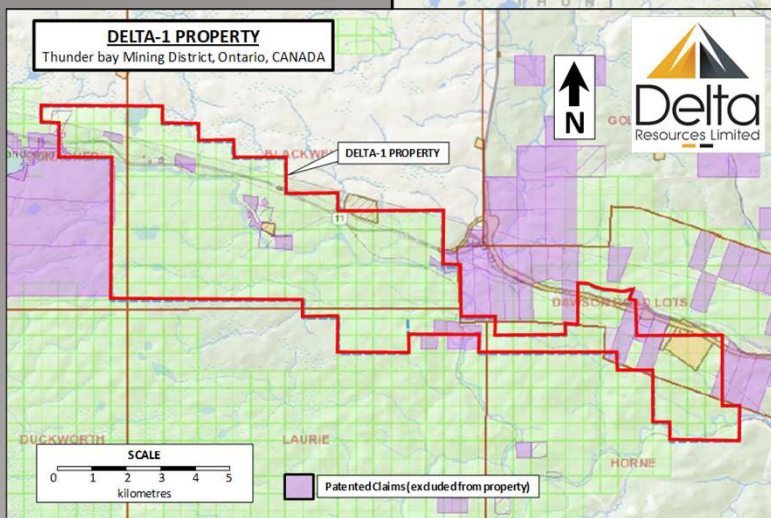 H U N
DELTA-1 PROPERTY
Thunder bay Mining District, Ontario, CANADA
N
Delta
Resources Limited
DELTA-1 PROPERTY
11
DAWSON ROAD LOTS
DUCKWORTH
LAURIE
HORNE
SCALE
0 1 2 3 4 5
kilometres
Patented Claims (excluded from property)